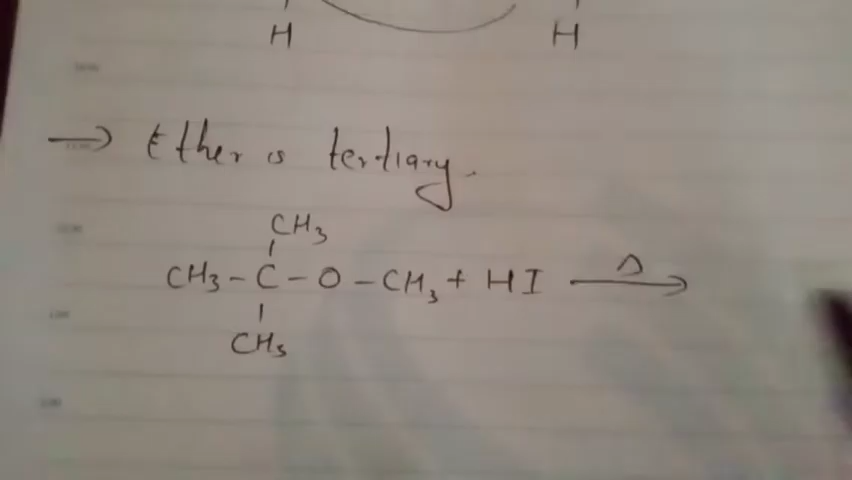 H H
→ Ether is tertiary.
CH₃
CH₃ - C - O - CH₃ + HI →Δ
CH₃